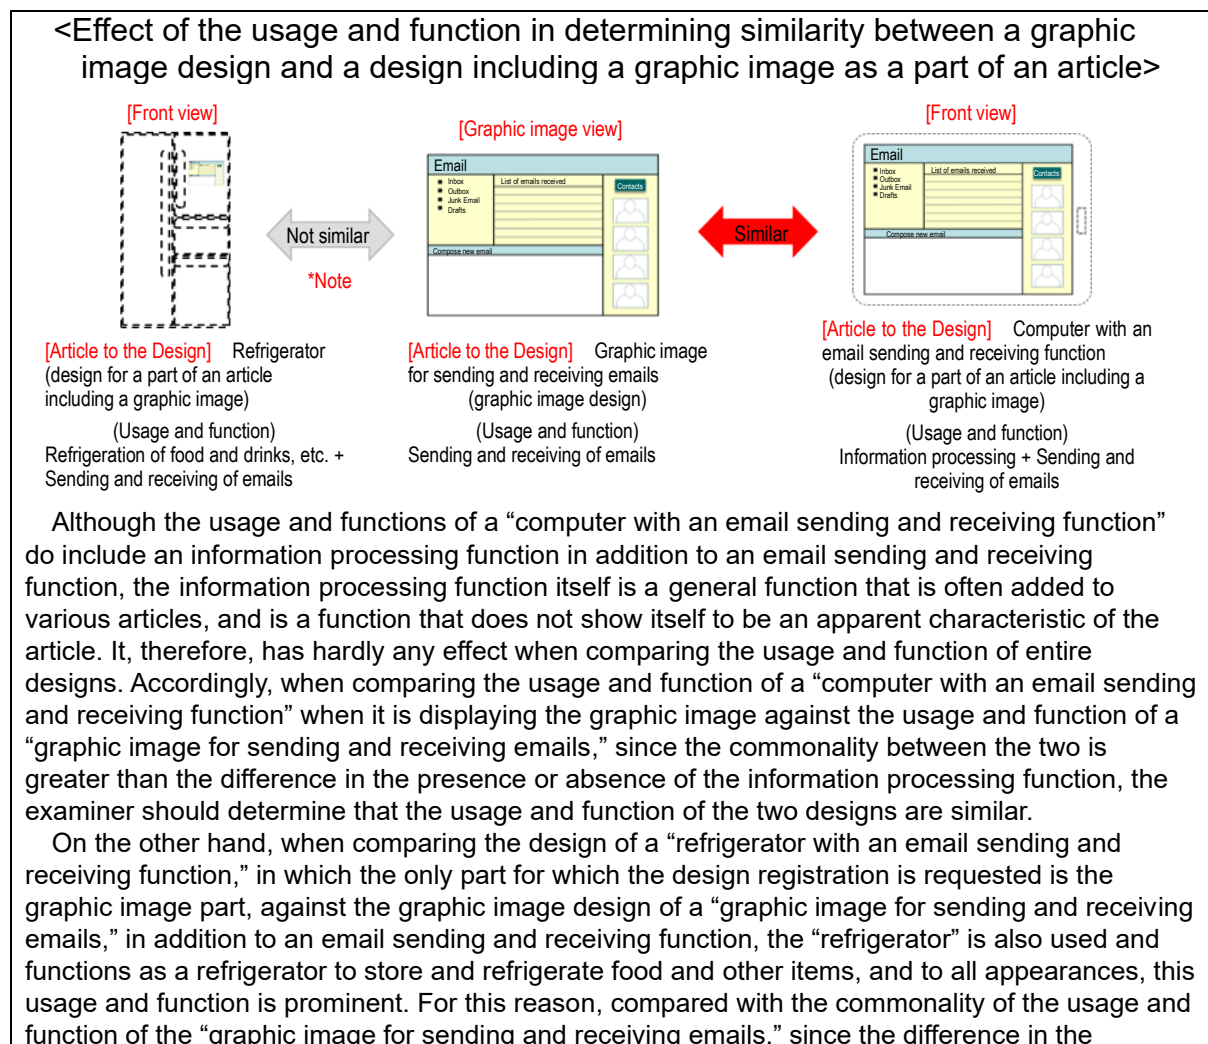 <Effect of the usage and function in determining similarity between a graphic
image design and a design including a graphic image as a part of an article>
[Front view]
[Graphic image view]
[Front view]
Email
Inbox
Outbox
Junk Email
Drafts
List of emails received
Contacts
Compose new email
Email
Inbox
Outbox
Junk Email
Drafts
List of emails received
Contacts
Compose new email
Not similar
*Note
Similar
[Article to the Design] Refrigerator
(design for a part of an article
including a graphic image)
(Usage and function)
Refrigeration of food and drinks, etc. +
Sending and receiving of emails
[Article to the Design] Graphic image
for sending and receiving emails
(graphic image design)
(Usage and function)
Sending and receiving of emails
[Article to the Design] Computer with an
email sending and receiving function
(design for a part of an article including a
graphic image)
(Usage and function)
Information processing + Sending and
receiving of emails
Although the usage and functions of a “computer with an email sending and receiving function”
do include an information processing function in addition to an email sending and receiving
function, the information processing function itself is a general function that is often added to
various articles, and is a function that does not show itself to be an apparent characteristic of the
article. It, therefore, has hardly any effect when comparing the usage and function of entire
designs. Accordingly, when comparing the usage and function of a “computer with an email sending
and receiving function” when it is displaying the graphic image against the usage and function of a
“graphic image for sending and receiving emails,” since the commonality between the two is
greater than the difference in the presence or absence of the information processing function, the
examiner should determine that the usage and function of the two designs are similar.
On the other hand, when comparing the design of a “refrigerator with an email sending and
receiving function,” in which the only part for which the design registration is requested is the
graphic image part, against the graphic image design of a “graphic image for sending and receiving
emails,” in addition to an email sending and receiving function, the “refrigerator” is also used and
functions as a refrigerator to store and refrigerate food and other items, and to all appearances, this
usage and function is prominent. For this reason, compared with the commonality of the usage and
function of the “graphic image for sending and receiving emails,” since the difference in the